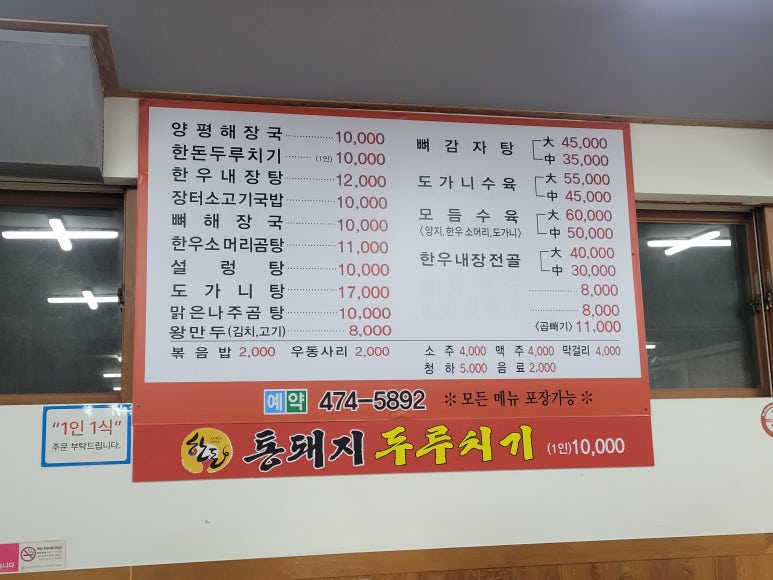 양평해장국 10,000
한돈두루치기 (1인) 10,000
한우내장탕 12,000
장터소고기국밥 10,000
뼈해장국 10,000
한우소머리곰탕 11,000
설렁탕 10,000
도가니탕 17,000
맑은나주곰탕 10,000
왕만두(김치,고기) 8,000
볶음밥 2,000 우동사리 2,000
뼈감자탕 大 45,000
中 35,000
도가니수육 大 55,000
中 45,000
모듬수육 大 60,000
〈양지,한우 소머리,도가니〉 中 50,000
한우내장전골 大 40,000
中 30,000
8,000
8,000
〈곱빼기〉 11,000
소주 4,000 맥주 4,000 막걸리 4,000
청하 5.000 음료 2.000
예약 474-5892 ※ 모든 메뉴 포장가능 ※
한돈 통돼지 두루치기 (1인)10,000
"1인 1식"
주문 부탁드립니다.
No Smoking!
니다